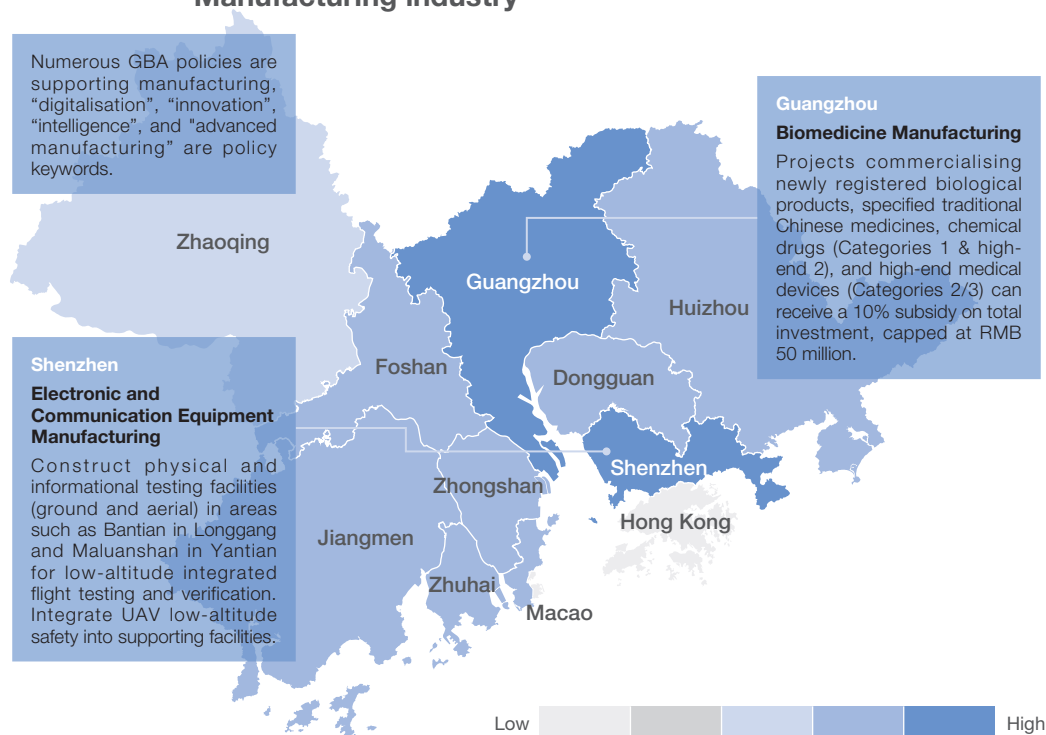 Manufacturing Industry
Numerous GBA policies are
supporting manufacturing,
“digitalisation”, “innovation”,
“intelligence”, and "advanced
manufacturing” are policy
keywords.
Guangzhou
Biomedicine Manufacturing
Projects commercialising
newly registered biological
products, specified traditional
Chinese medicines, chemical
drugs (Categories 1 & high-
end 2), and high-end medical
devices (Categories 2/3) can
receive a 10% subsidy on total
investment, capped at RMB
50 million.
Zhaoqing
Guangzhou
Huizhou
Foshan
Dongguan
Shenzhen
Electronic and
Communication Equipment
Manufacturing
Construct physical and
informational testing facilities
(ground and aerial) in areas
such as Bantian in Longgang
and Maluanshan in Yantian
for low-altitude integrated
flight testing and verification.
Integrate UAV low-altitude
safety into supporting facilities.
Shenzhen
Zhongshan
Hong Kong
Jiangmen
Zhuhai
Macao
Low
High